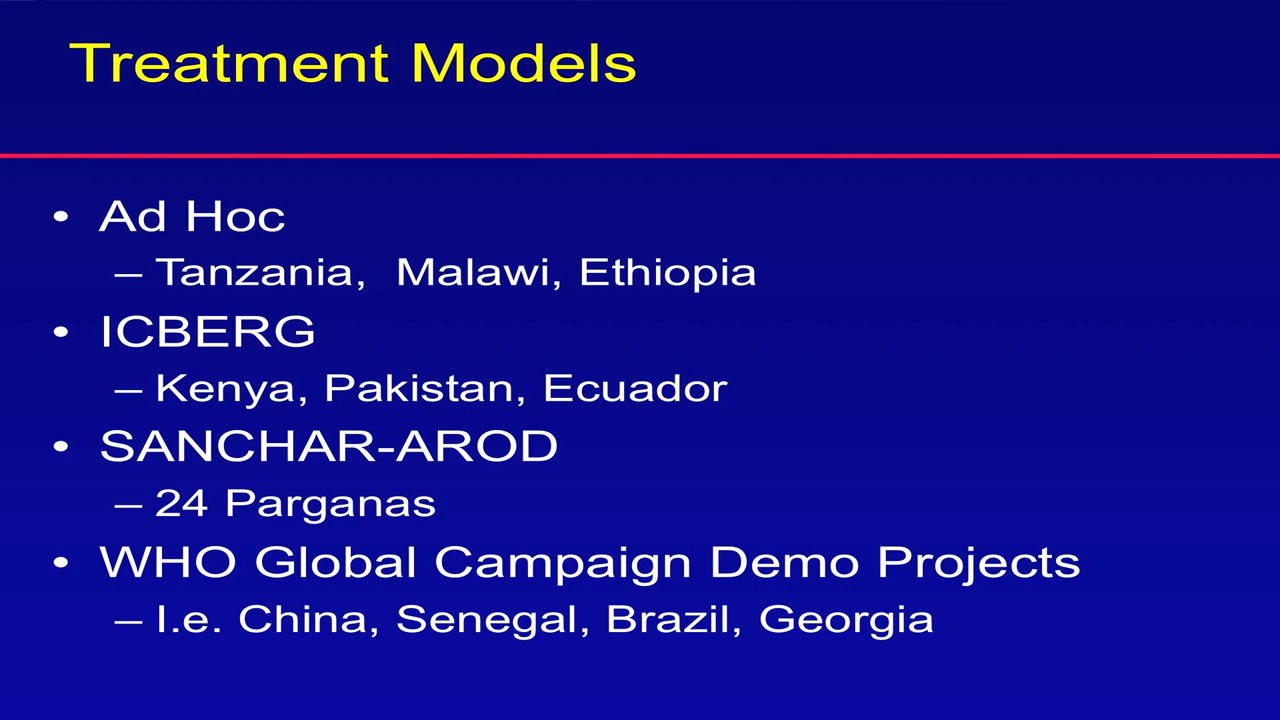 Treatment Models
• Ad Hoc
– Tanzania, Malawi, Ethiopia
• ICBERG
– Kenya, Pakistan, Ecuador
• SANCHAR-AROD
– 24 Parganas
• WHO Global Campaign Demo Projects
– I.e. China, Senegal, Brazil, Georgia